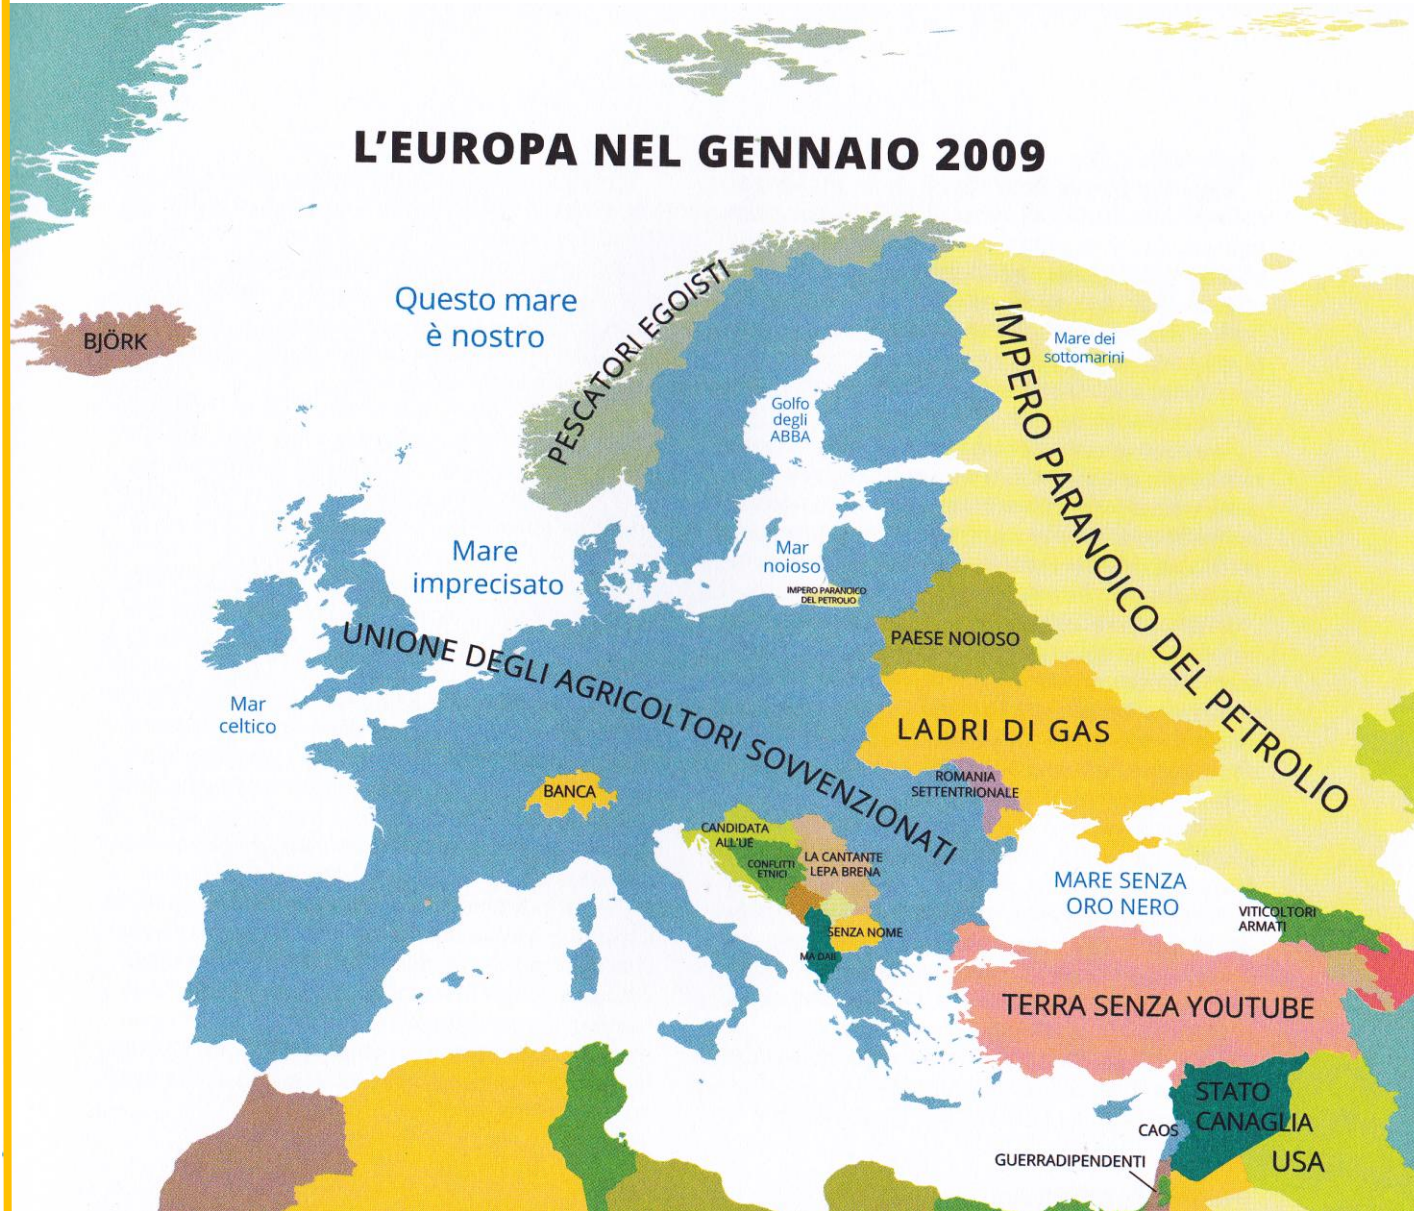 L'EUROPA NEL GENNAIO 2009
Questo mare
è nostro
BJÖRK
PESCATORI EGOISTI
IMPERO PARANOICO DEL PETROLIO
Mare dei
sottomarini
Golfo
degli
ABBA
Mare
imprecisato
Mar
noioso
IMPERO PARANOICO
DEL PETROLIO
UNIONE DEGLI AGRICOLTORI SOVVENZIONATI
PAESE NOIOSO
Mar
celtico
LADRI DI GAS
BANCA
ROMANIA
SETTENTRIONALE
CANDIDATA
ALL'UE
CONFLITTI
ETNICI
LA CANTANTE
LEPA BRENA
MARE SENZA
ORO NERO
VITICOLTORI
ARMATI
SENZA NOME
TERRA SENZA YOUTUBE
STATO
CANAGLIA
CAOS
GUERRADIPENDENTI
USA